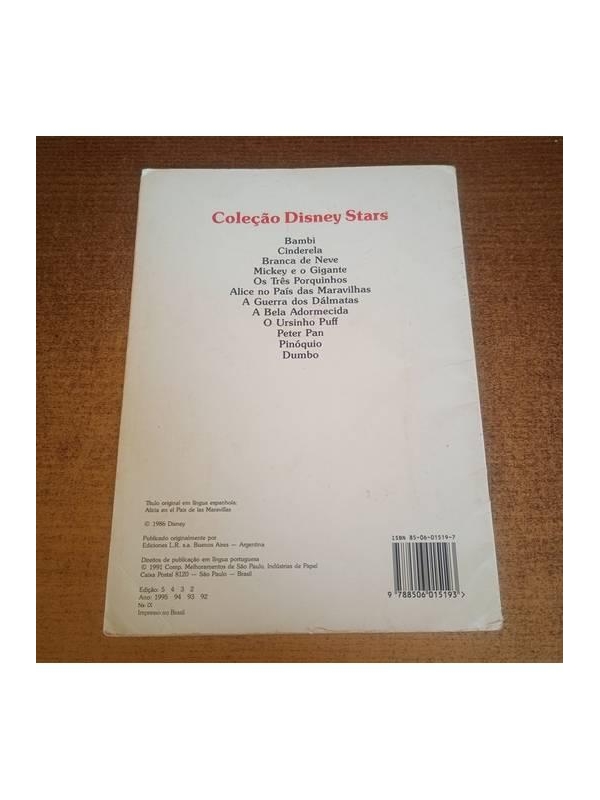 Coleção Disney Stars
Bambi
Cinderela
Branca de Neve
Mickey e o Gigante
Os Três Porquinhos
Alice no País das Maravilhas
A Guerra dos Dálmatas
A Bela Adormecida
O Ursinho Puff
Peter Pan
Pinóquio
Dumbo
Título original em língua espanhola:
Alicia en el Pais de las Maravillas
© 1986 Disney
Publicado originalmente por
Ediciones L.R. s.a. Buenos Aires — Argentina
Direitos de publicação em língua portuguesa
© 1991 Comp. Melhoramentos de São Paulo, Indústrias de Papel
Caixa Postal 8120 — São Paulo — Brasil
Edição: 5 4 3 2
Ano: 1995 94 93 92
Nx-IX
Impresso no Brasil
ISBN 85-06-01519-7
9 788506 015193 >